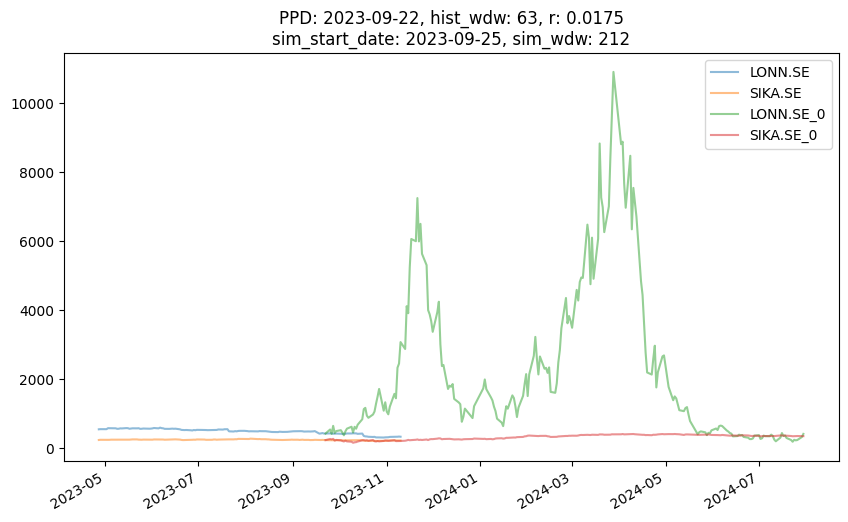 PPD: 2023-09-22, hist_wdw: 63, r: 0.0175
sim_start_date: 2023-09-25, sim_wdw: 212
LONN.SE
SIKA.SE
LONN.SE_0
SIKA.SE_0
10000
8000
6000
4000
2000
0
2023-05
2023-07
2023-09
2023-11
2024-01
2024-03
2024-05
2024-07